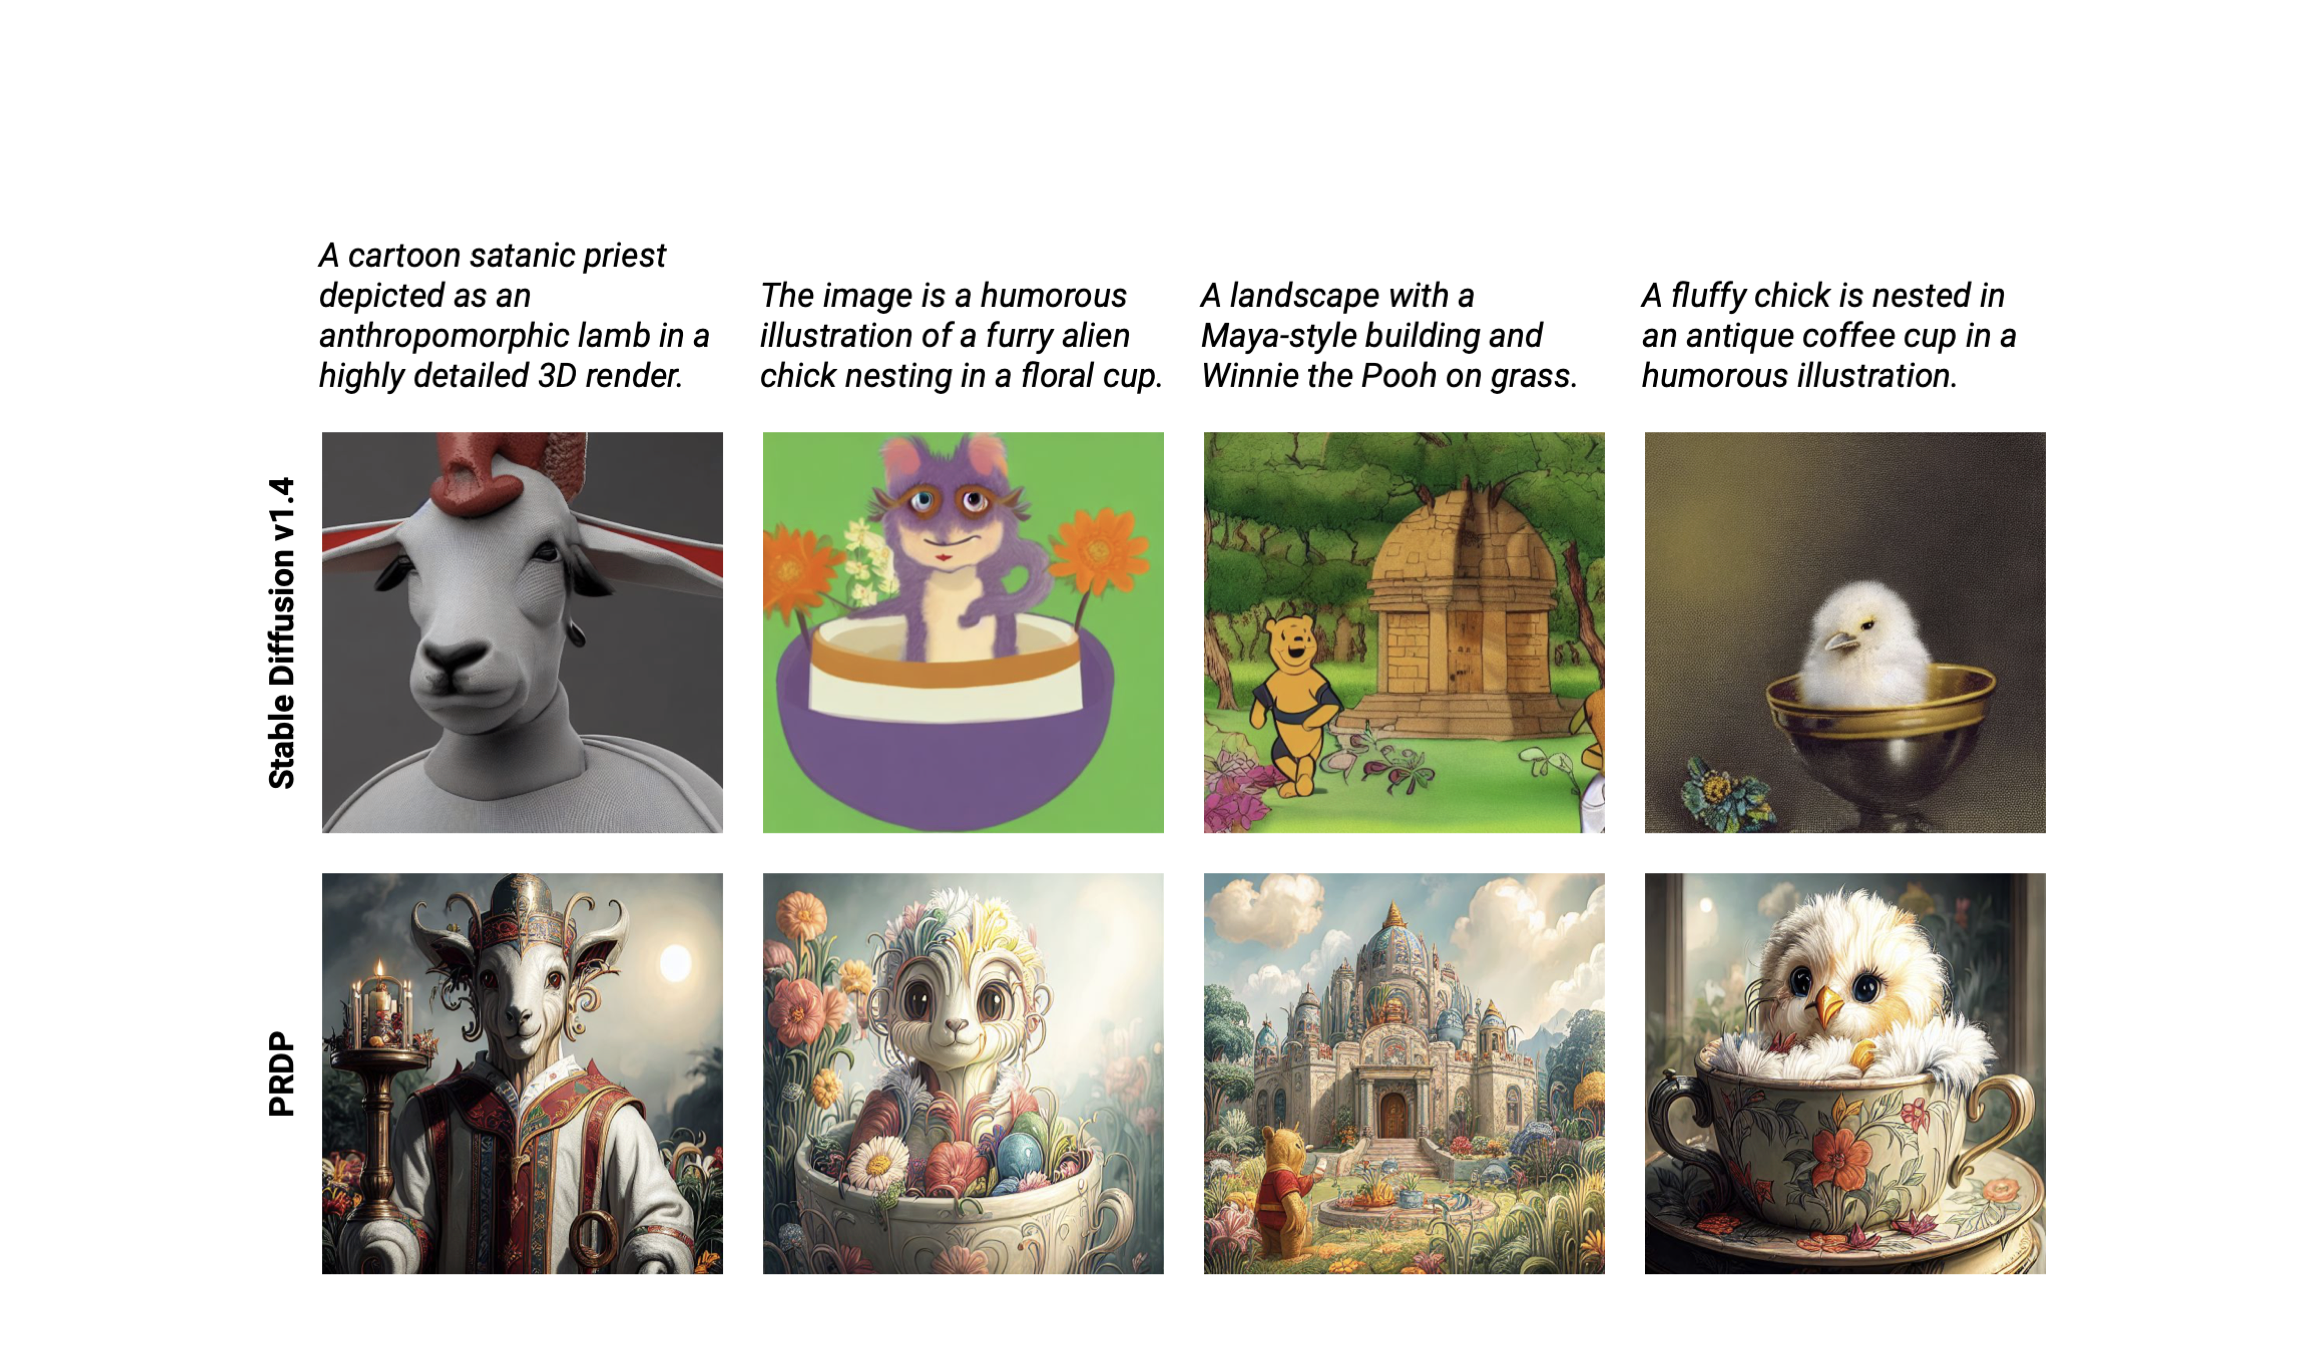 A cartoon satanic priest
depicted as an
anthropomorphic lamb in a
highly detailed 3D render.
The image is a humorous
illustration of a furry alien
chick nesting in a floral cup.
A landscape with a
Maya-style building and
Winnie the Pooh on grass.
A fluffy chick is nested in
an antique coffee cup in a
humorous illustration.
Stable Diffusion v1.4
PRDP